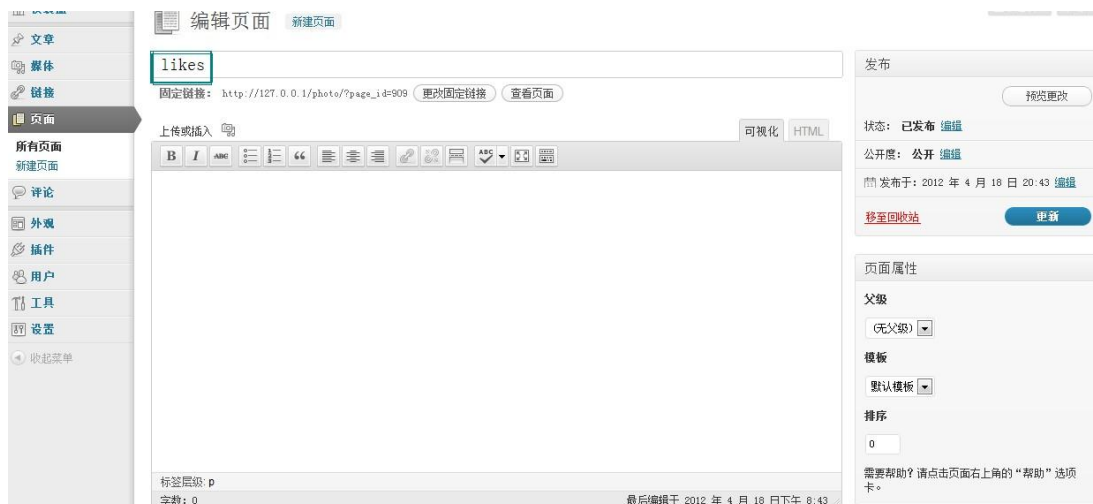 编辑页面 新建页面
文章
媒体
链接
页面
所有页面
新建页面
评论
外观
插件
用户
工具
设置
收起菜单
likes
固定链接: http://127.0.0.1/photo/?page_id=909 更改固定链接 查看页面
上传或插入
可视化 HTML
B I ABC ABC
标签层级: p
字数: 0
最后编辑于 2012 年 4 月 18 日下午 8:43
发布
预览更改
状态: 已发布 编辑
公开度: 公开 编辑
发布于: 2012 年 4 月 18 日 20:43 编辑
移至回收站 更新
页面属性
父级
(无父级)
模板
默认模板
排序
0
需要帮助?请点击页面右上角的“帮助”选项
卡。